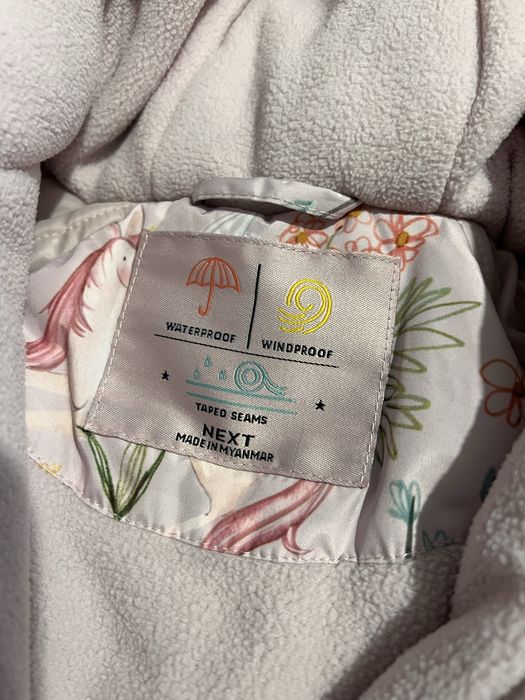 WATERPROOF
WINDPROOF
TAPED SEAMS
NEXT
MADE IN MYANMAR